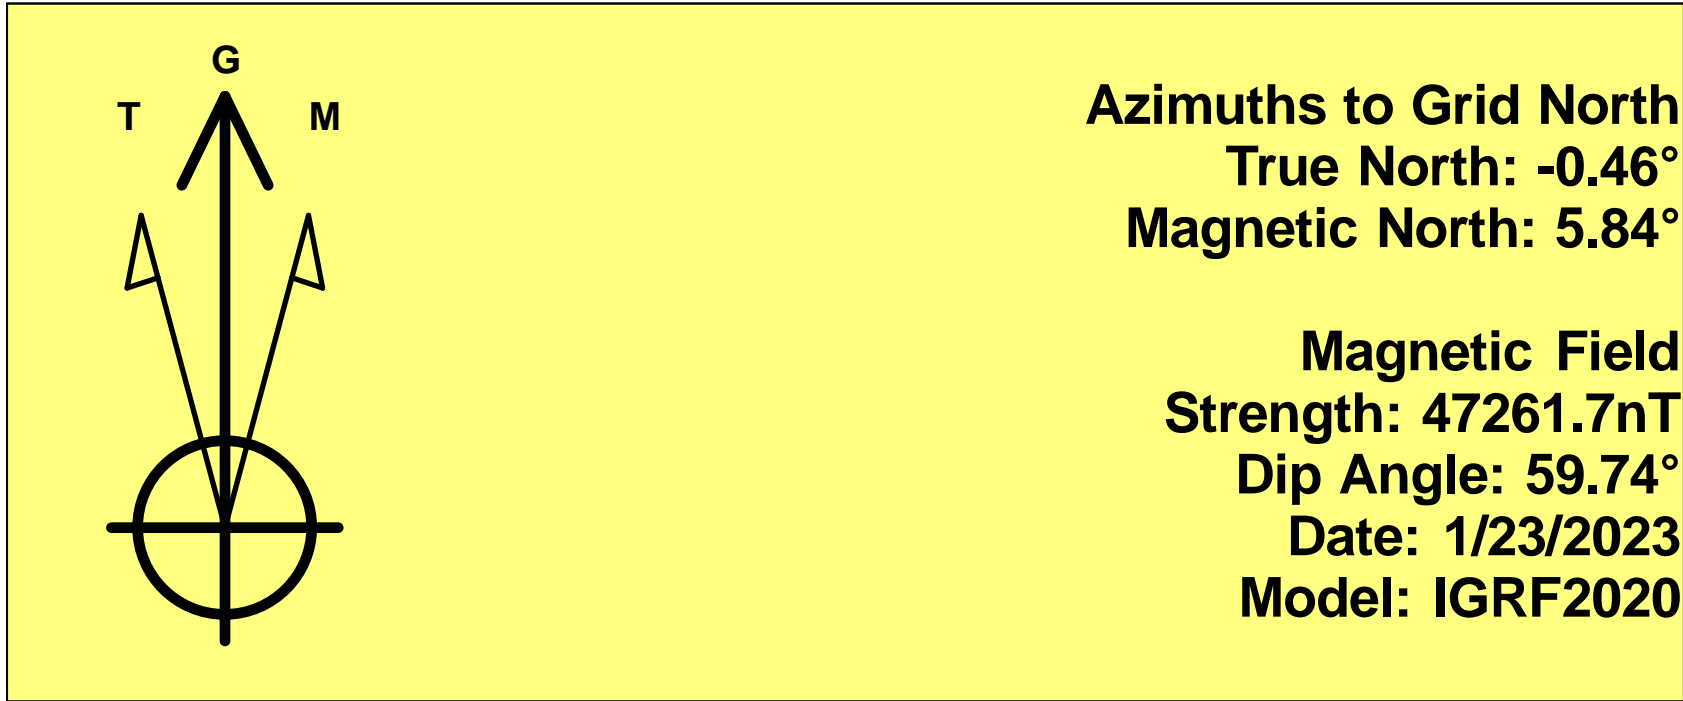 G
T M
Azimuths to Grid North
True North: -0.46°
Magnetic North: 5.84°
Magnetic Field
Strength: 47261.7nT
Dip Angle: 59.74°
Date: 1/23/2023
Model: IGRF2020